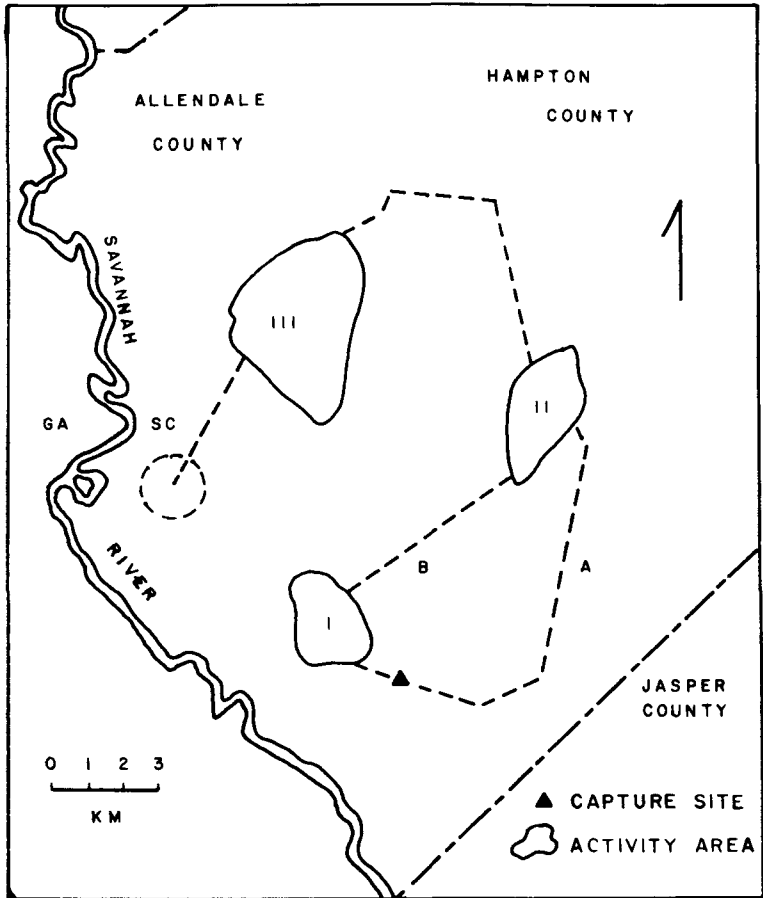 ALLENDALE
COUNTY
HAMPTON
COUNTY
SAVANNAH
III
II
GA
SC
RIVER
B
A
I
JASPER
COUNTY
0 1 2 3
KM
CAPTURE SITE
ACTIVITY AREA